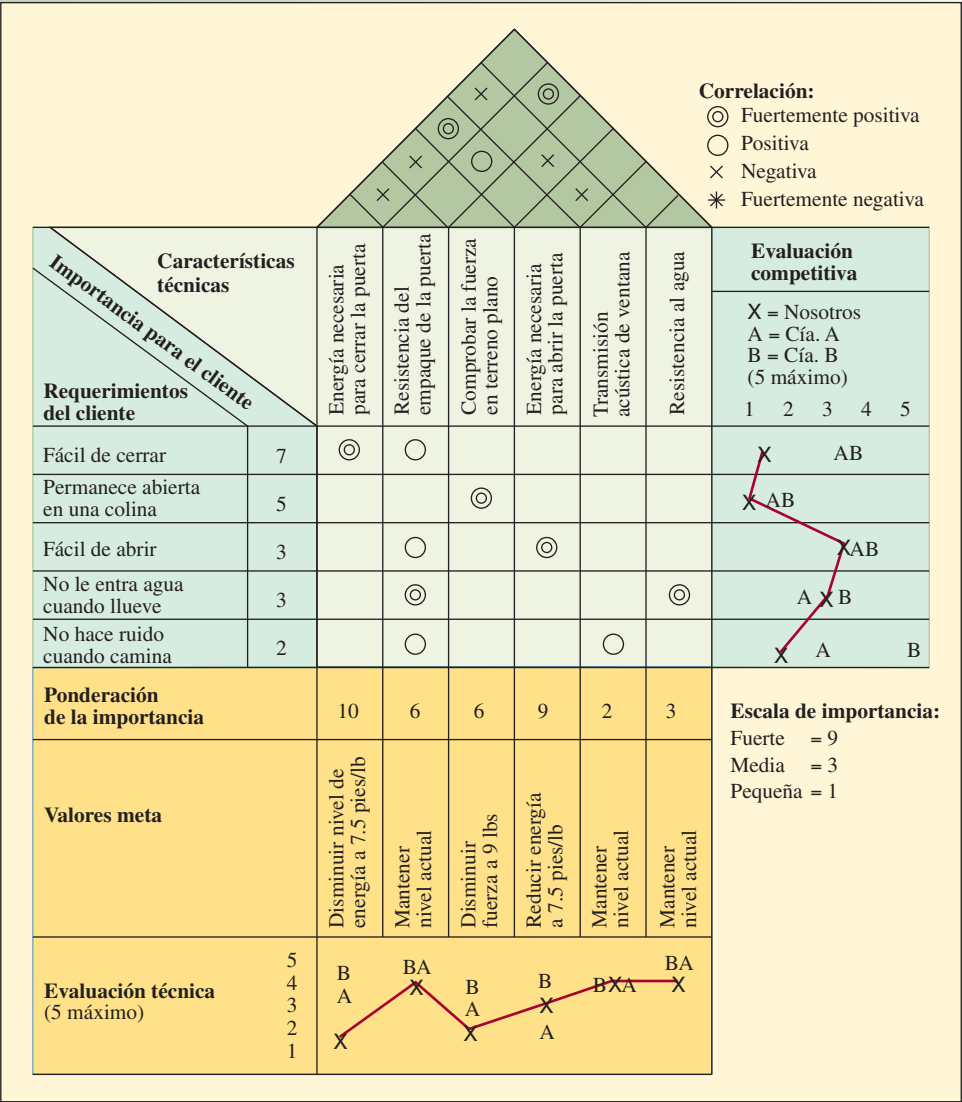 Correlación:
Fuertemente positiva
Positiva
Negativa
Fuertemente negativa
Importancia para el cliente
Características
técnicas
Requerimientos
del cliente
Energía necesaria
para cerrar la puerta
Resistencia del
empaque de la puerta
Comprobar la fuerza
en terreno plano
Energía necesaria
para abrir la puerta
Transmisión
acústica de ventana
Resistencia al agua
Evaluación
competitiva
X = Nosotros
A = Cía. A
B = Cía. B
(5 máximo)
1 2 3 4 5
Fácil de cerrar 7 X AB
Permanece abierta
en una colina 5 X AB
Fácil de abrir 3 X AB
No le entra agua
cuando llueve 3 A X B
No hace ruido
cuando camina 2 X A B
Ponderación
de la importancia 10 6 6 9 2 3
Escala de importancia:
Fuerte = 9
Media = 3
Pequeña = 1
Valores meta
Disminuir nivel de
energía a 7.5 pies/lb
Mantener
nivel actual
Disminuir
fuerza a 9 lbs
Reducir energía
a 7.5 pies/lb
Mantener
nivel actual
Mantener
nivel actual
Evaluación técnica
(5 máximo)
5
4
3
2
1
B
A
X
BA
X
B
A
X
B
X
A
BXA
BA
X